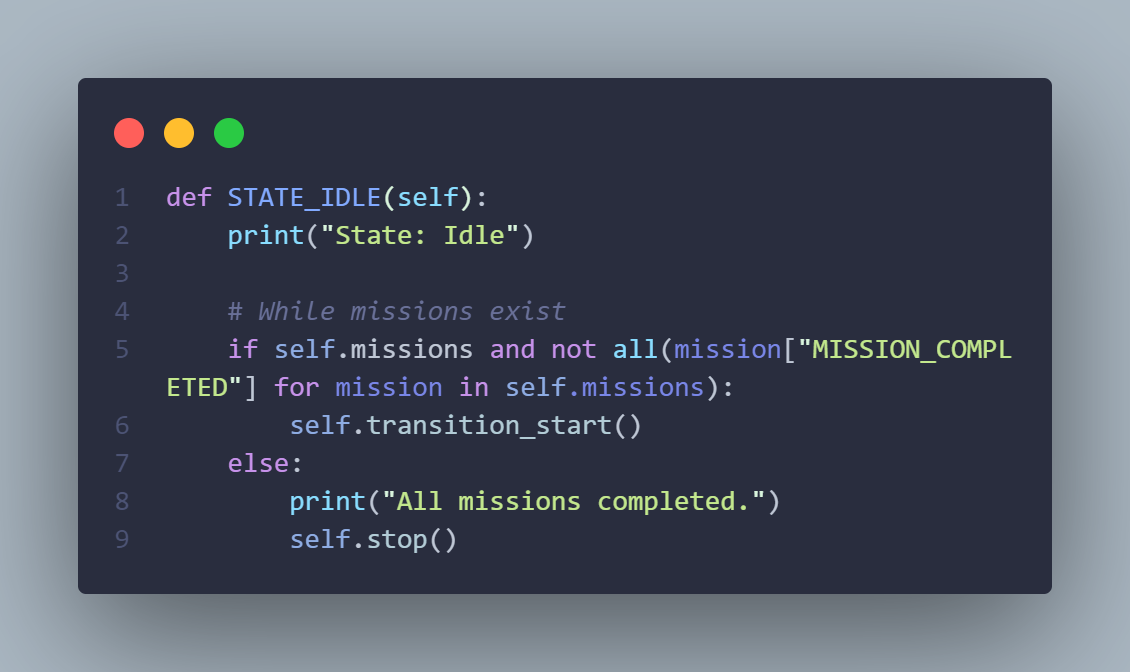 1 def STATE_IDLE(self):
2     print("State: Idle")
3
4     # While missions exist
5     if self.missions and not all(mission["MISSION_COMPL
ETED"] for mission in self.missions):
6         self.transition_start()
7     else:
8         print("All missions completed.")
9         self.stop()